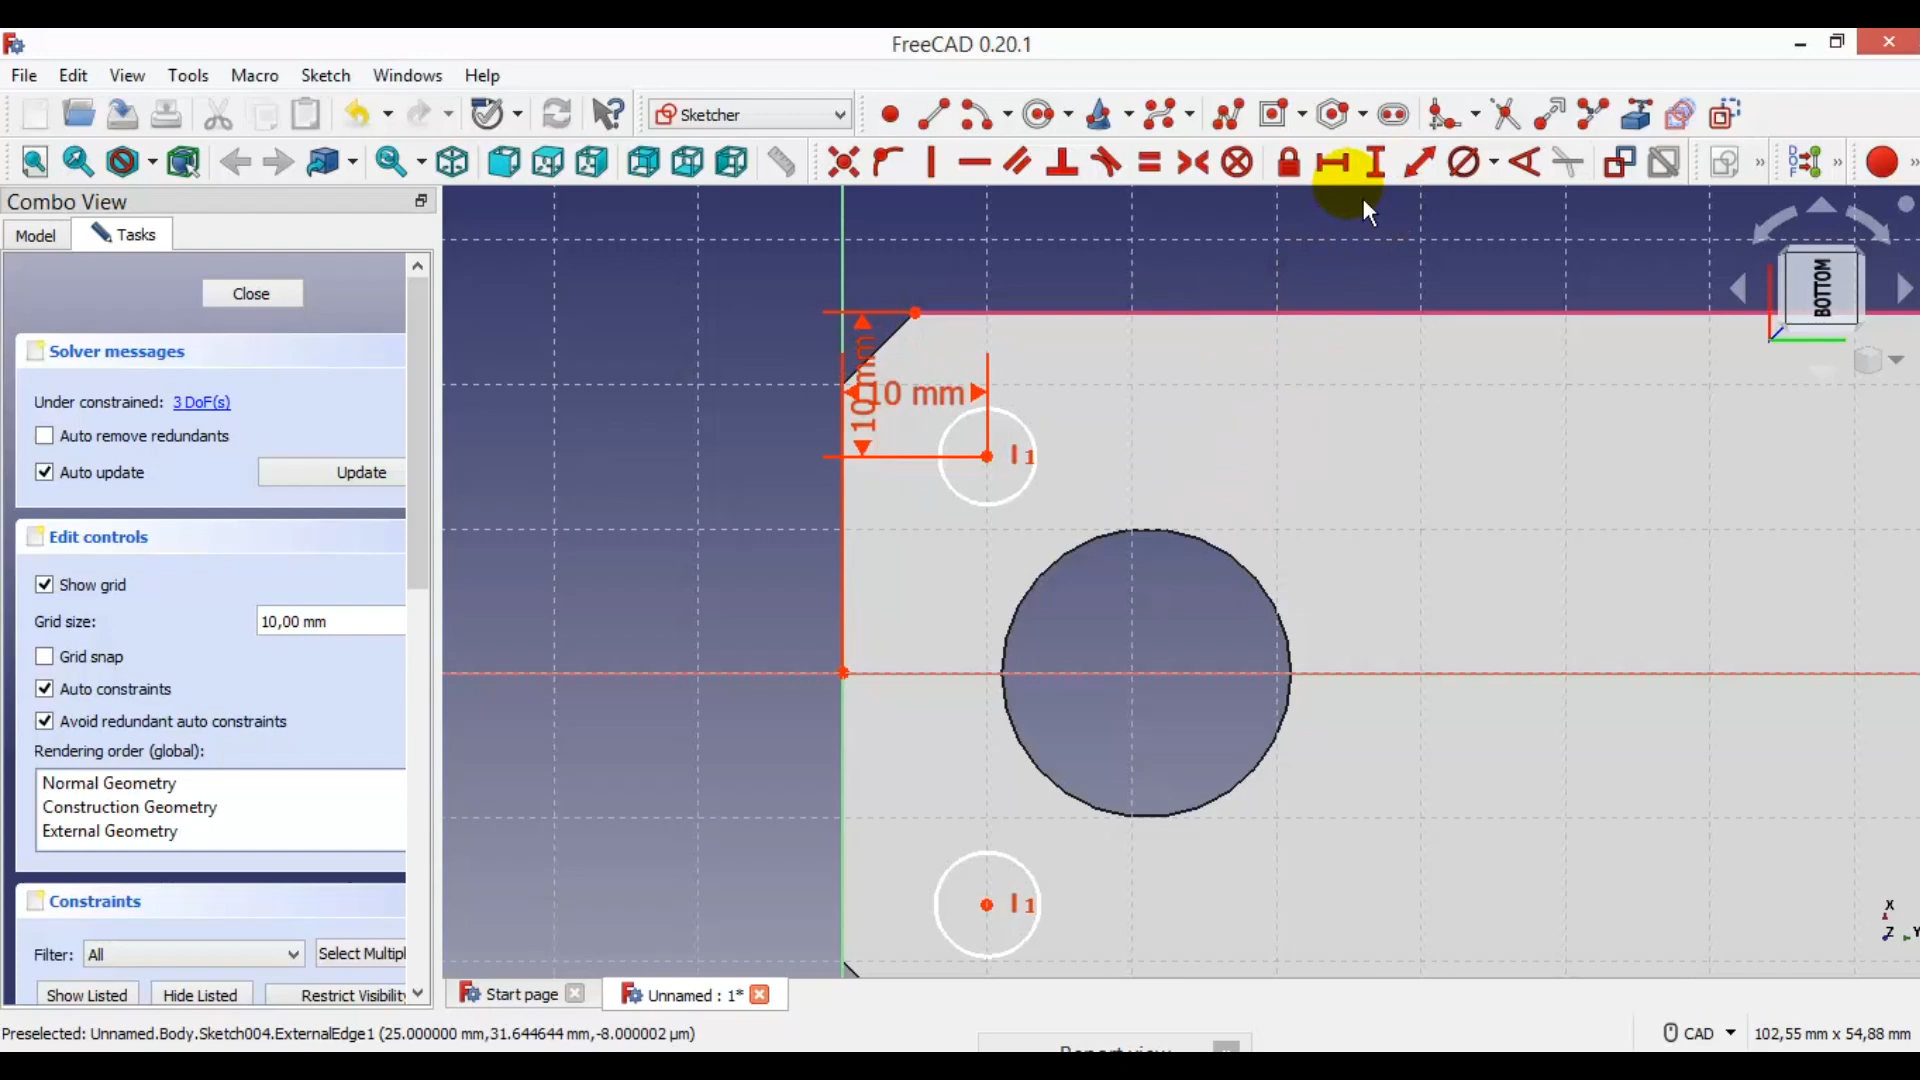 FreeCAD 0.20.1
File Edit View Tools Macro Sketch Windows Help
Sketcher
Combo View
Model Tasks
Close
Solver messages
Under constrained: 3 DoF(s)
Auto remove redundants
Auto update Update
Edit controls
Show grid
Grid size: 10,00 mm
Grid snap
Auto constraints
Avoid redundant auto constraints
Rendering order (global):
Normal Geometry
Construction Geometry
External Geometry
Constraints
Filter: All Select Multipl
Show Listed Hide Listed Restrict Visibility
10 mm
10 mm
1
1
BOTTOM
X
Z Y
Start page Unnamed : 1*
Preselected: Unnamed.Body.Sketch004.ExternalEdge1 (25.000000 mm,31.644644 mm,-8.000002 µm)
CAD 102,55 mm x 54,88 mm